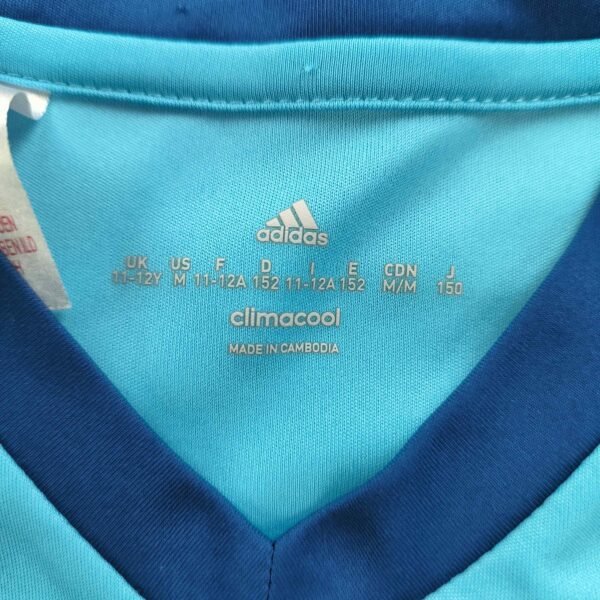 adidas
UK US F D I E CDN J
11-12Y M 11-12A 152 11-12A 152 M/M 150
climacool
MADE IN CAMBODIA